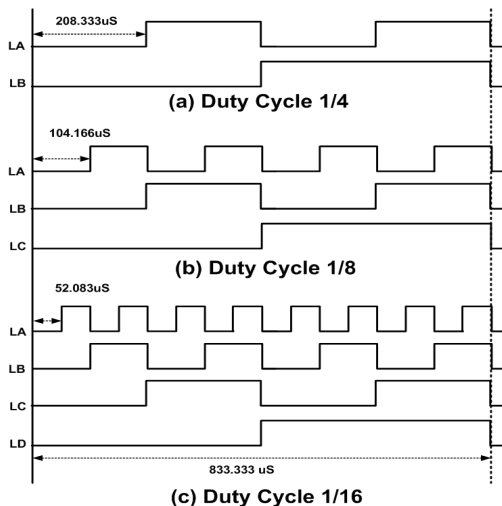 208.333uS
LA
LB
(a) Duty Cycle 1/4
104.166uS
LA
LB
LC
(b) Duty Cycle 1/8
52.083uS
LA
LB
LC
LD
833.333 uS
(c) Duty Cycle 1/16